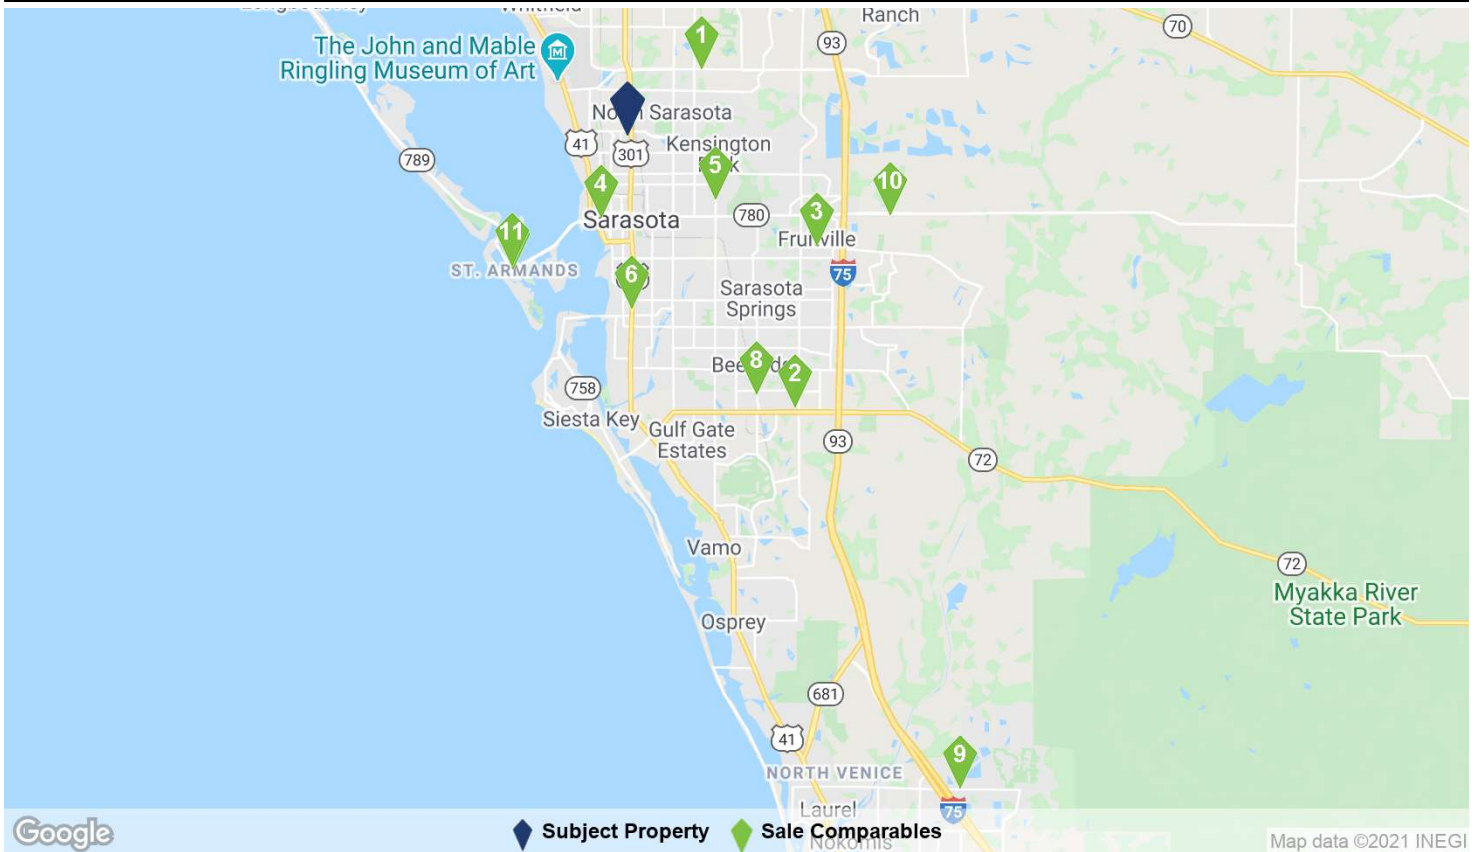 Ranch
70
1
93
The John and Mable
Ringling Museum of Art
M
North Sarasota
41
301
Kensington
789
5
4
10
780
3
Sarasota
Fruitville
11
ST. ARMANDS
6
75
Sarasota
Springs
8
2
758
Siesta Key
Gulf Gate
Estates
93
72
Vamo
72
Myakka River
State Park
Osprey
681
41
9
NORTH VENICE
75
Laurel
Nokomis
Google
Subject Property
Sale Comparables
Map data ©2021 INEGI